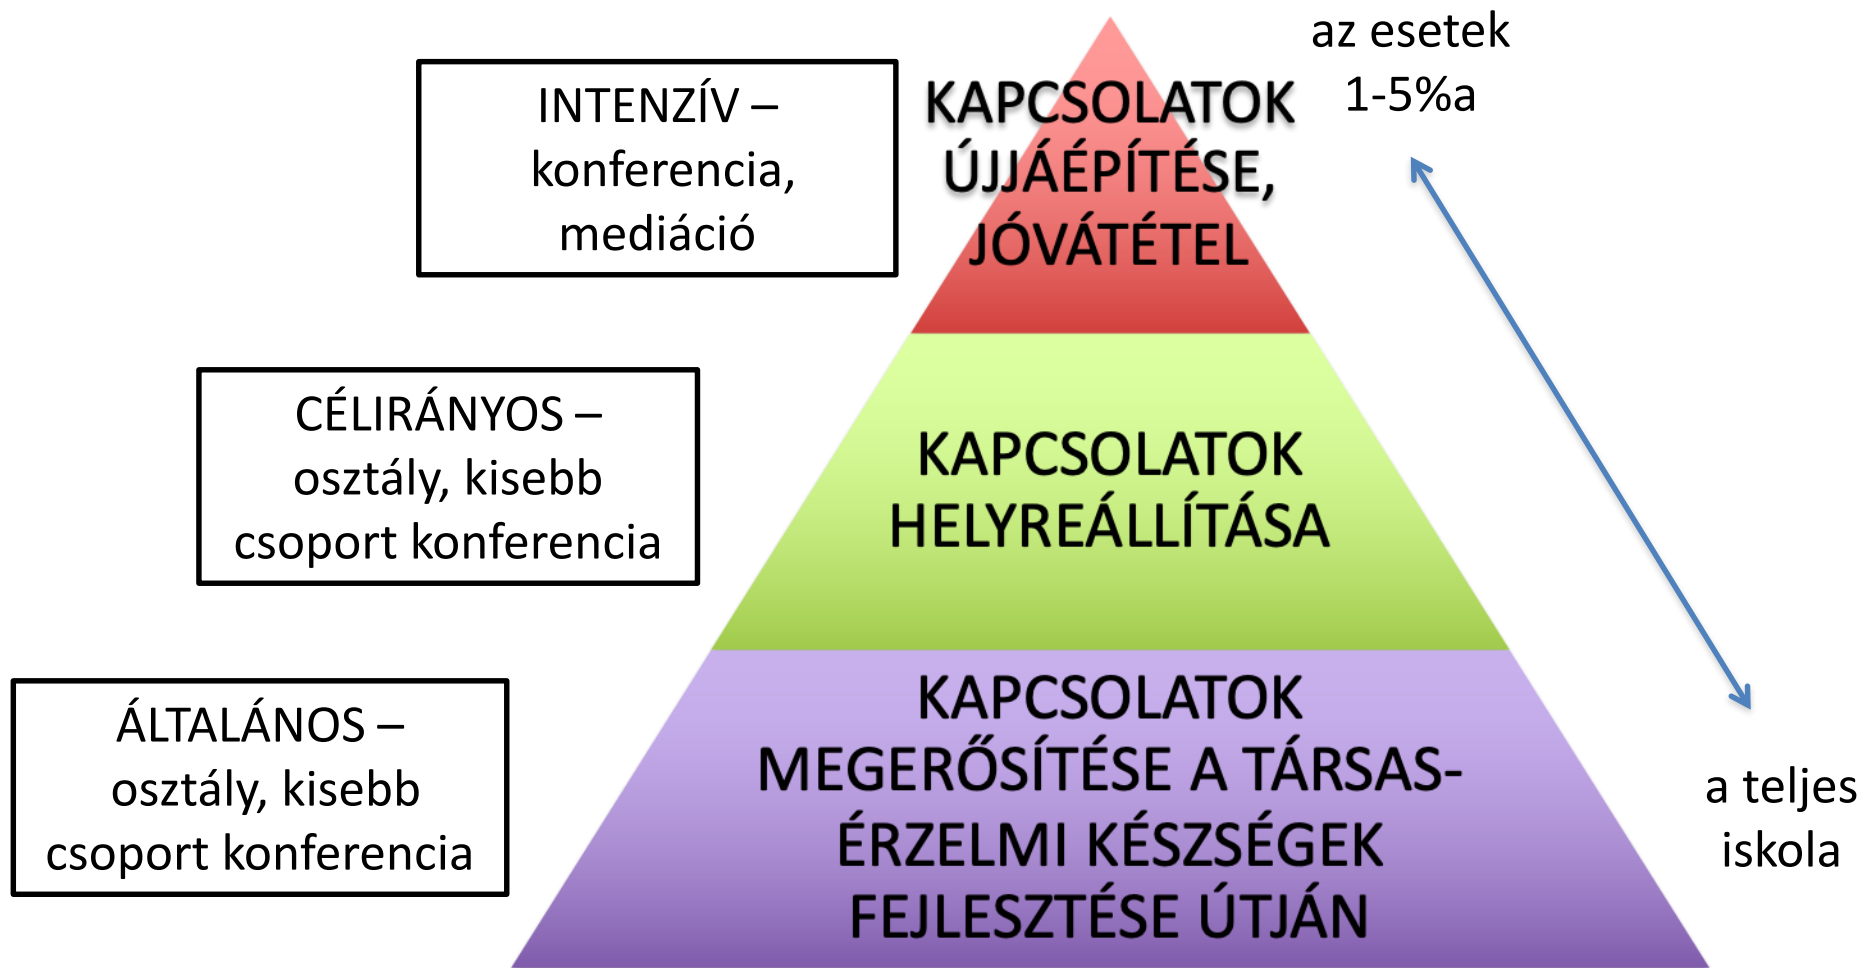 INTENZÍV –
konferencia,
mediáció
KAPCSOLATOK
ÚJJÁÉPÍTÉSE,
JÓVÁTÉTEL
az esetek
1-5%a
CÉLIRÁNYOS –
osztály, kisebb
csoport konferencia
KAPCSOLATOK
HELYREÁLLÍTÁSA
ÁLTALÁNOS –
osztály, kisebb
csoport konferencia
KAPCSOLATOK
MEGERŐSÍTÉSE A TÁRSAS-
ÉRZELMI KÉSZSÉGEK
FEJLESZTÉSE ÚTJÁN
a teljes
iskola